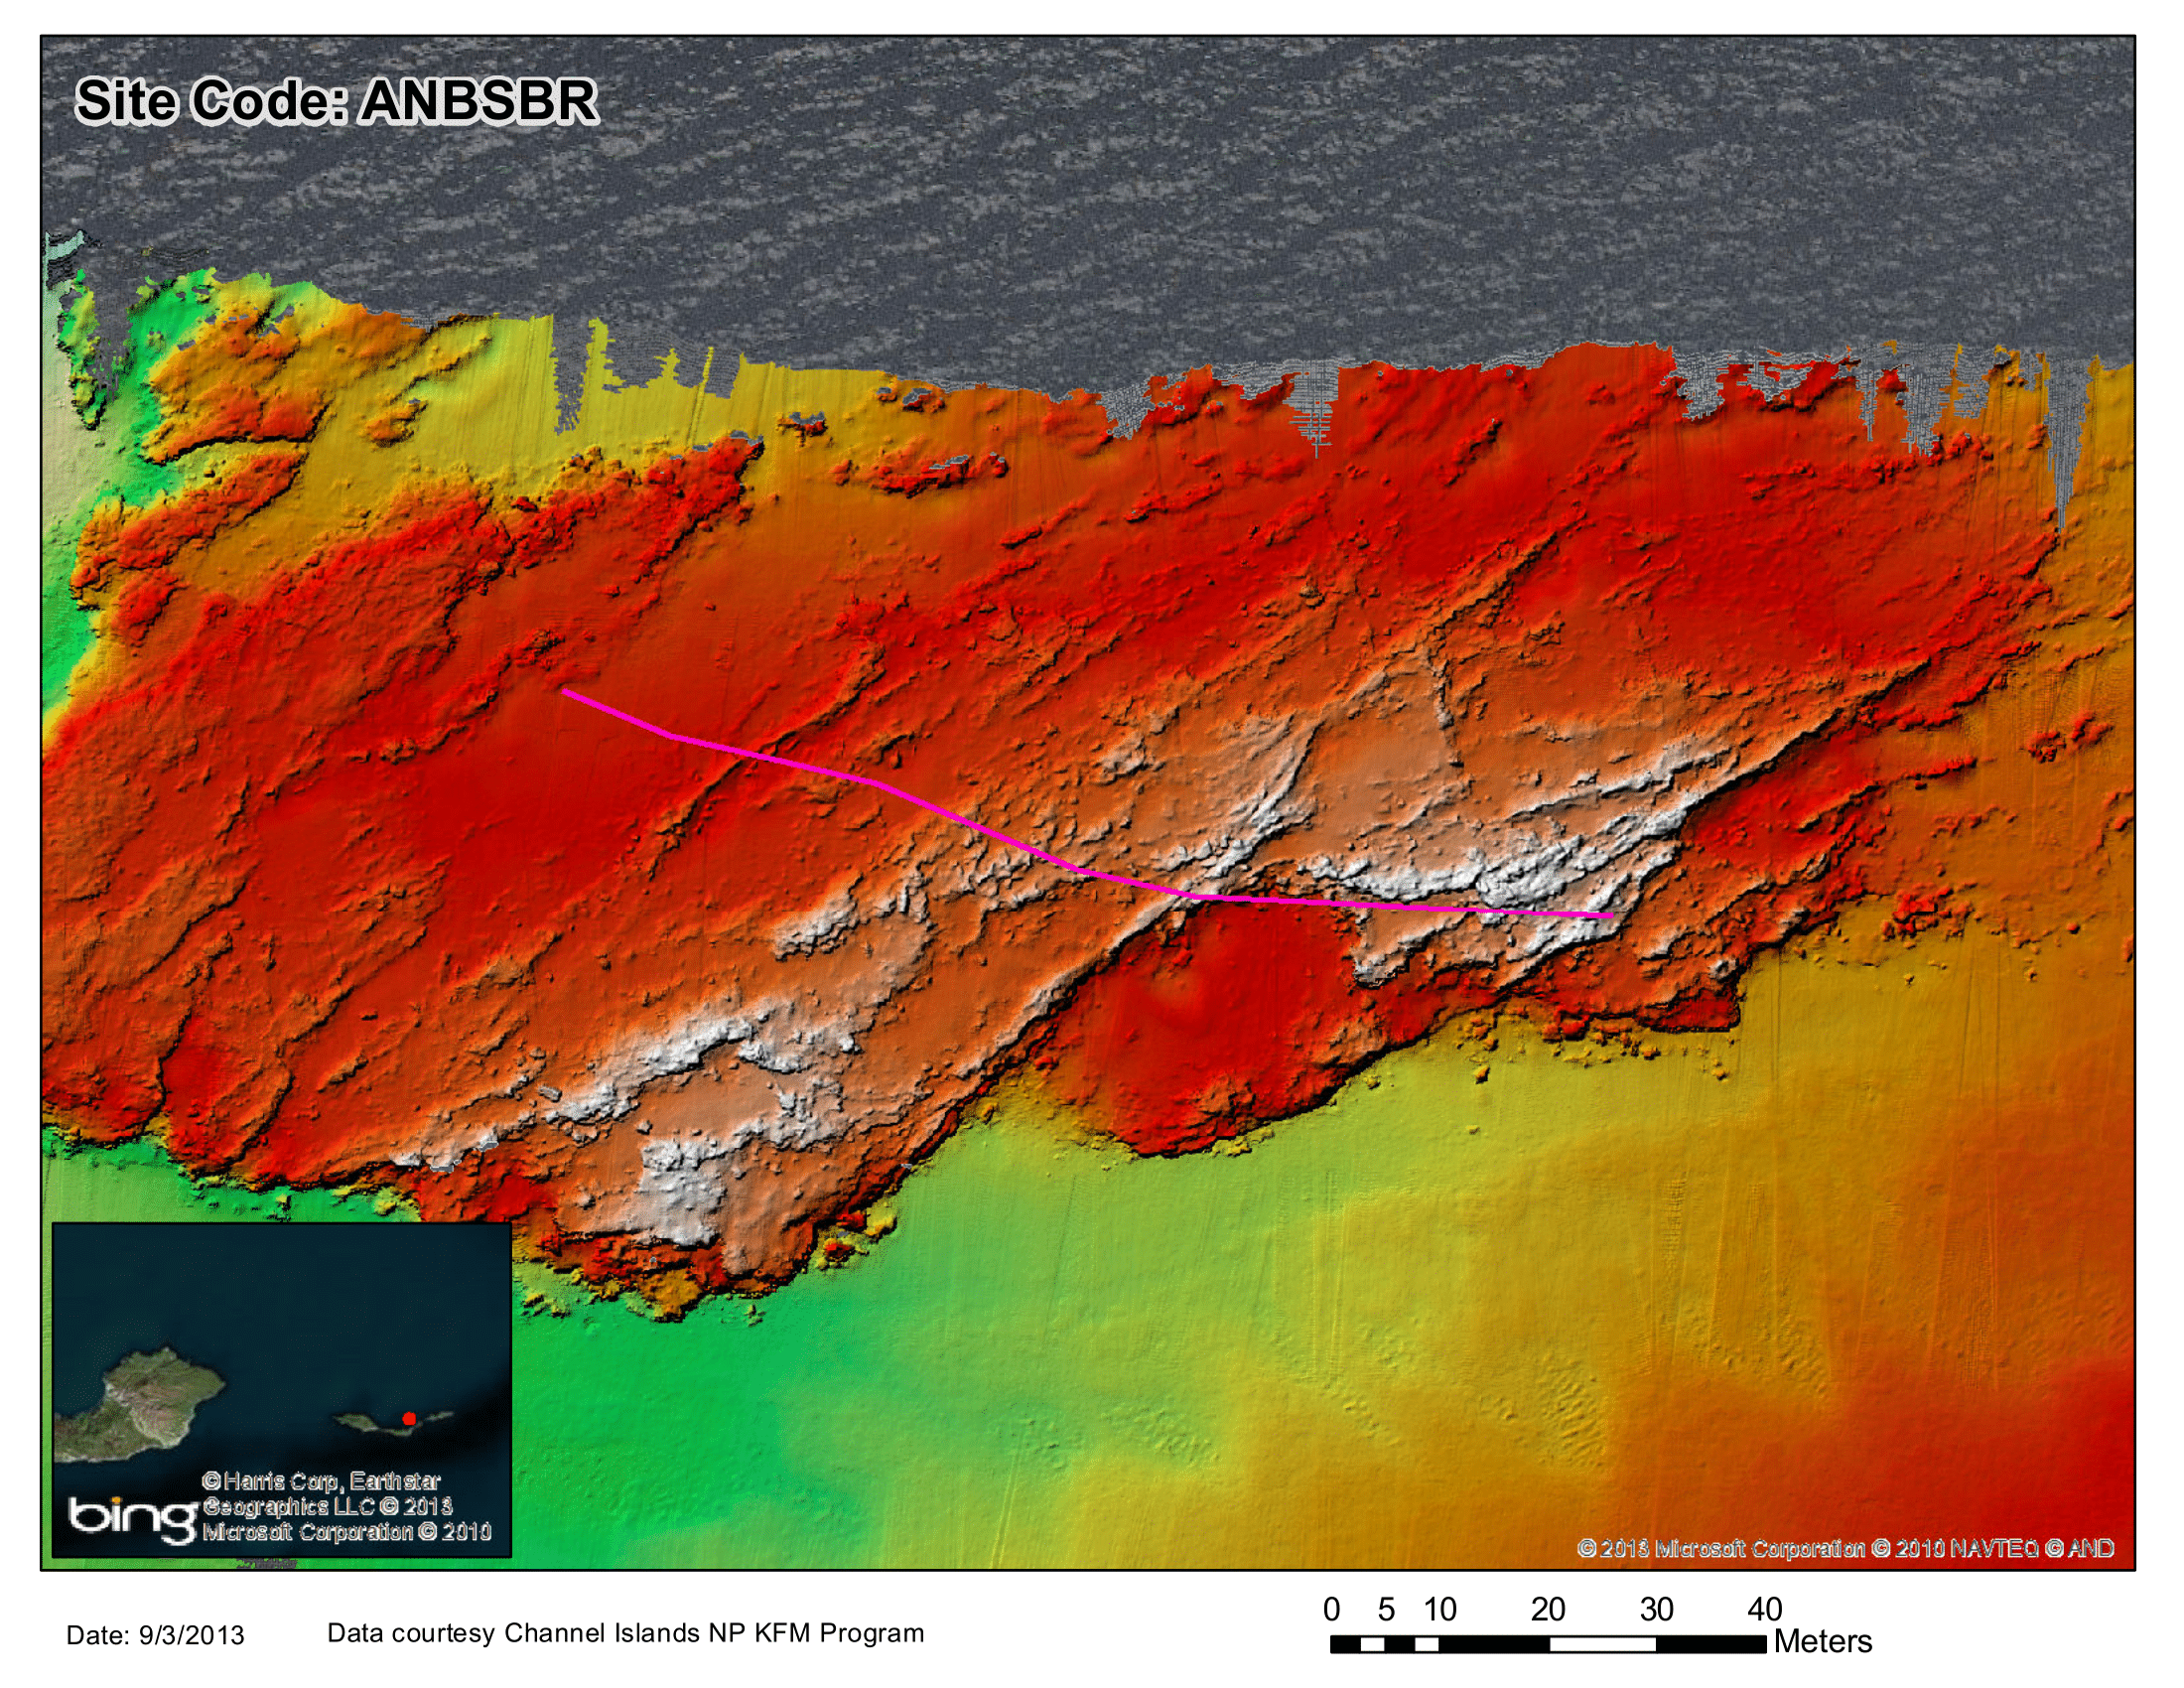 Site Code: ANBSBR
©Harris Corp, Earthstar
Geographics LLC © 2013
Microsoft Corporation © 2010
bing
© 2013 Microsoft Corporation © 2010 NAVTEQ © AND
0 5 10 20 30 40
Meters
Date: 9/3/2013
Data courtesy Channel Islands NP KFM Program